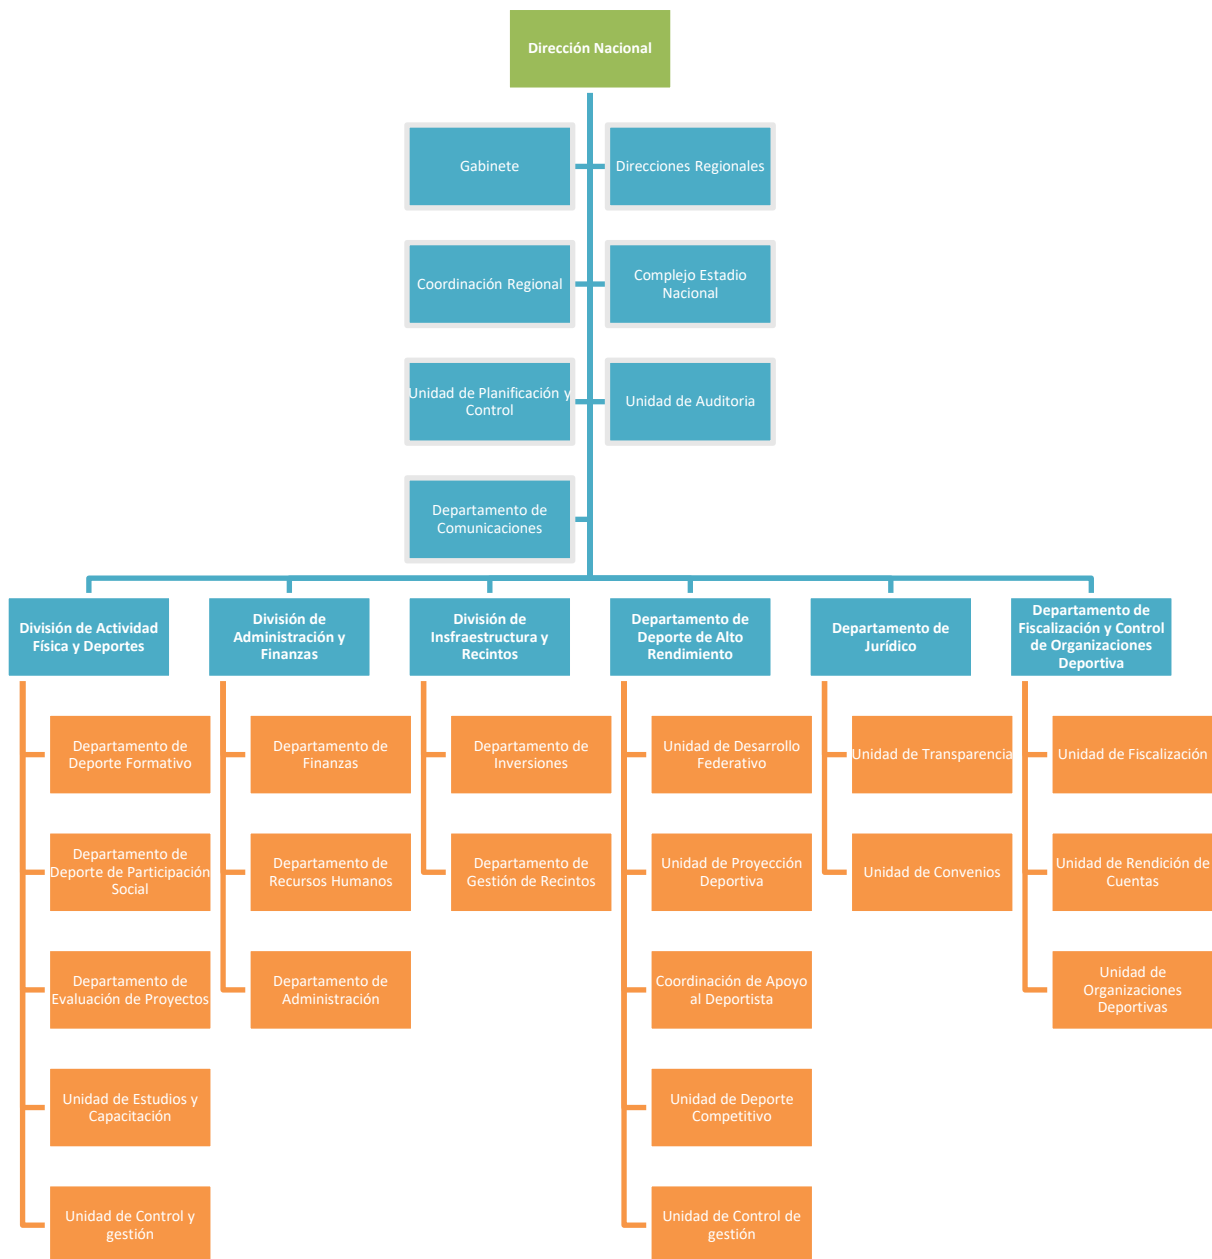 Dirección Nacional
Gabinete
Direcciones Regionales
Coordinación Regional
Complejo Estadio
Nacional
Unidad de Planificación y
Control
Unidad de Auditoria
Departamento de
Comunicaciones
División de Actividad
Física y Deportes
División de
Administración y
Finanzas
División de
Insfraestructura y
Recintos
Departamento de
Deporte de Alto
Rendimiento
Departamento de
Jurídico
Departamento de
Fiscalización y Control
de Organizaciones
Deportiva
Departamento de
Deporte Formativo
Departamento de
Deporte de Participación
Social
Departamento de
Evaluación de Proyectos
Unidad de Estudios y
Capacitación
Unidad de Control y
gestión
Departamento de
Finanzas
Departamento de
Recursos Humanos
Departamento de
Administración
Departamento de
Inversiones
Departamento de
Gestión de Recintos
Unidad de Desarrollo
Federativo
Unidad de Proyección
Deportiva
Coordinación de Apoyo
al Deportista
Unidad de Deporte
Competitivo
Unidad de Control de
gestión
Unidad de Transparencia
Unidad de Convenios
Unidad de Fiscalización
Unidad de Rendición de
Cuentas
Unidad de
Organizaciones
Deportivas